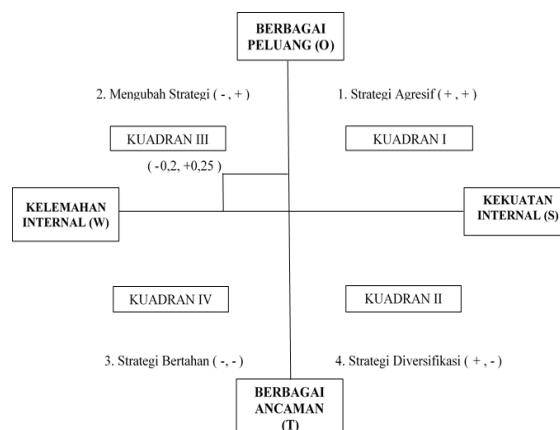 BERBAGAI
PELUANG (O)
2. Mengubah Strategi ( - , + )
1. Strategi Agresif ( + , + )
KUADRAN III
KUADRAN I
( -0,2, +0,25 )
KELEMAHAN
INTERNAL (W)
KEKUATAN
INTERNAL (S)
KUADRAN IV
KUADRAN II
3. Strategi Bertahan ( -, - )
4. Strategi Diversifikasi ( + , - )
BERBAGAI
ANCAMAN
(T)